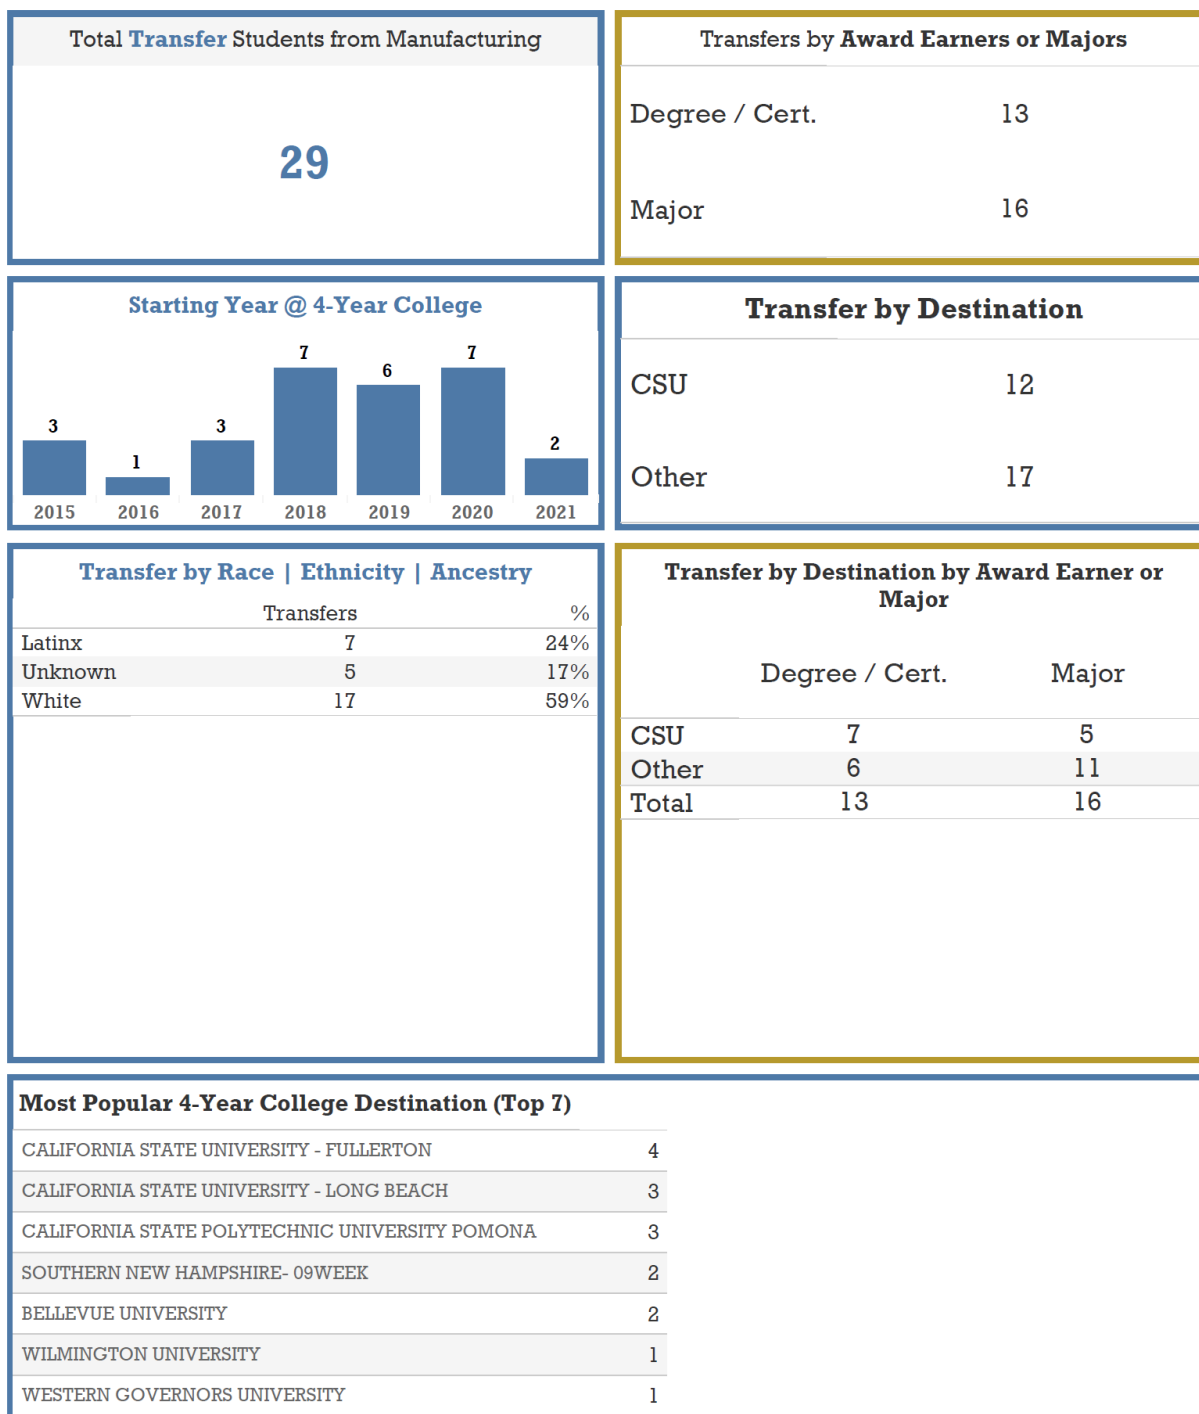 Total Transfer Students from Manufacturing
29
Transfers by Award Earners or Majors
Degree / Cert. 13
Major 16
Starting Year @ 4-Year College
3 1 3 7 6 7 2
2015 2016 2017 2018 2019 2020 2021
Transfer by Destination
CSU 12
Other 17
Transfer by Race | Ethnicity | Ancestry
Transfers %
Latinx 7 24%
Unknown 5 17%
White 17 59%
Transfer by Destination by Award Earner or
Major
Degree / Cert. Major
CSU 7 5
Other 6 11
Total 13 16
Most Popular 4-Year College Destination (Top 7)
CALIFORNIA STATE UNIVERSITY - FULLERTON 4
CALIFORNIA STATE UNIVERSITY - LONG BEACH 3
CALIFORNIA STATE POLYTECHNIC UNIVERSITY POMONA 3
SOUTHERN NEW HAMPSHIRE- 09WEEK 2
BELLEVUE UNIVERSITY 2
WILMINGTON UNIVERSITY 1
WESTERN GOVERNORS UNIVERSITY 1